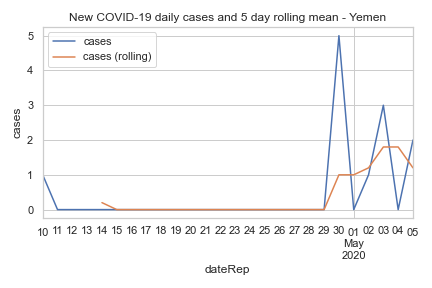 New COVID-19 daily cases and 5 day rolling mean - Yemen
cases
cases (rolling)
cases
5
4
3
2
1
0
10 11 12 13 14 15 16 17 18 19 20 21 22 23 24 25 26 27 28 29 30 01 02 03 04 05
May
2020
dateRep